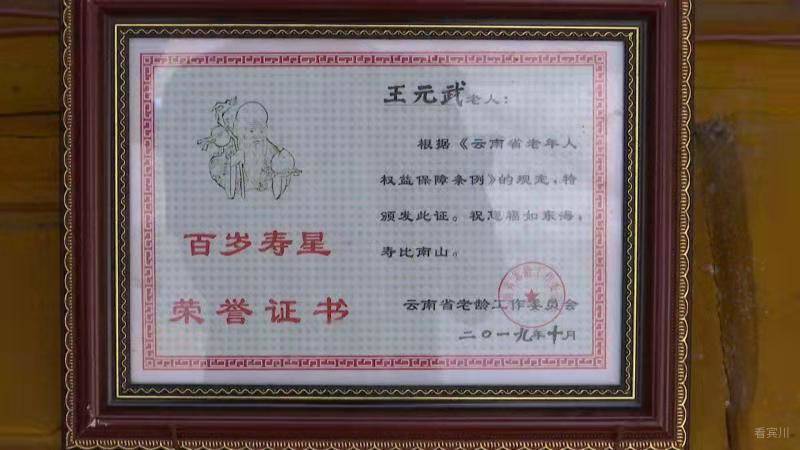 百岁寿星
荣誉证书
王元武老人：
根据《云南省老年人
权益保障条例》的规定，特
颁发此证。祝您福如东海，
寿比南山。
云南省老龄工作委员会
二〇一九年十月
看宾川